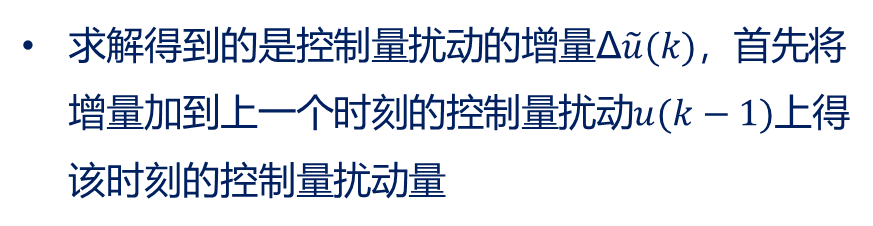 • 求解得到的是控制量扰动的增量Δũ(k)，首先将
增量加到上一个时刻的控制量扰动u(k − 1)上得
该时刻的控制量扰动量